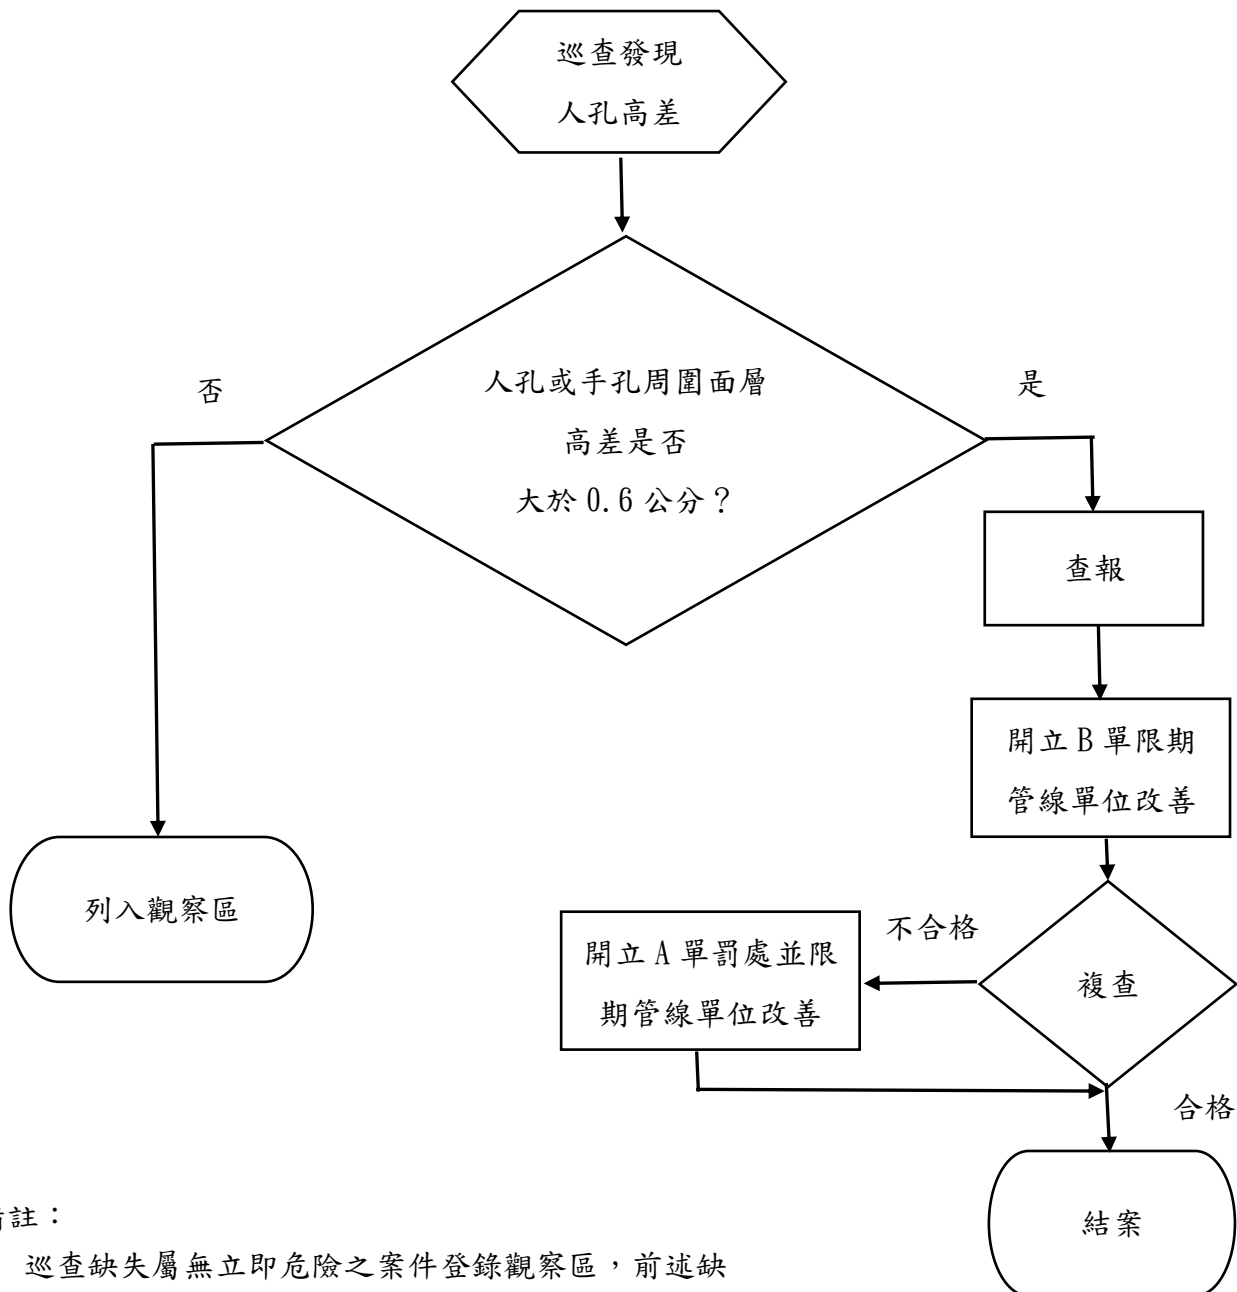 巡查發現
人孔高差
人孔或手孔周圍面層
高差是否
大於0.6公分？
否
是
查報
開立B單限期
管線單位改善
列入觀察區
開立A單罰處並限
期管線單位改善
不合格
複查
合格
結案
註：
巡查缺失屬無立即危險之案件登錄觀察區，前述缺